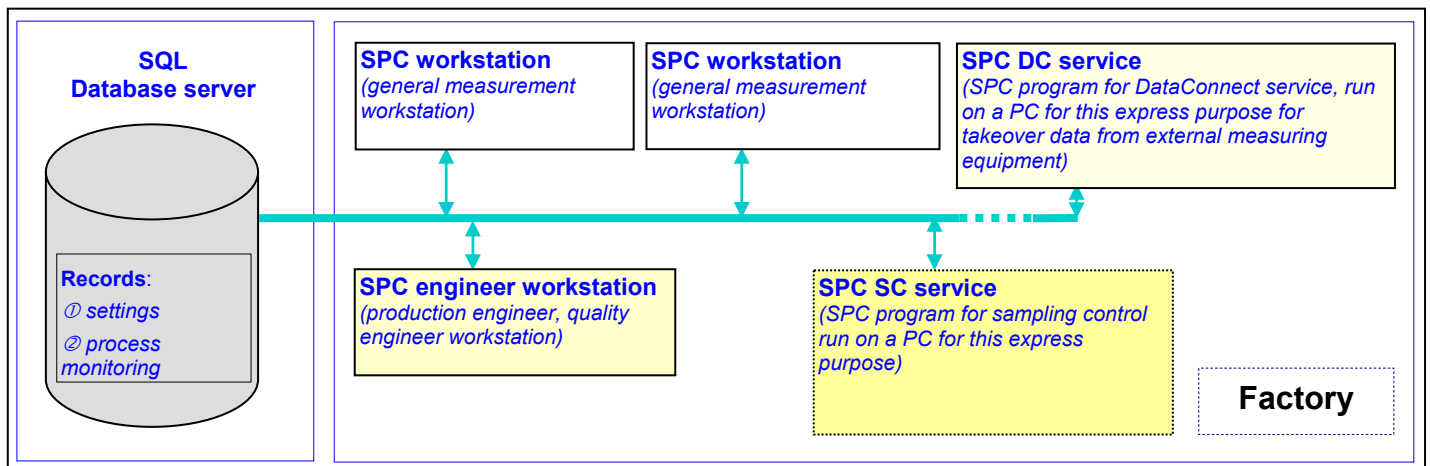 SQL
Database server
Records:
① settings
② process
monitoring
SPC workstation
(general measurement
workstation)
SPC workstation
(general measurement
workstation)
SPC DC service
(SPC program for DataConnect service, run
on a PC for this express purpose for
takeover data from external measuring
equipment)
SPC engineer workstation
(production engineer, quality
engineer workstation)
SPC SC service
(SPC program for sampling control
run on a PC for this express
purpose)
Factory